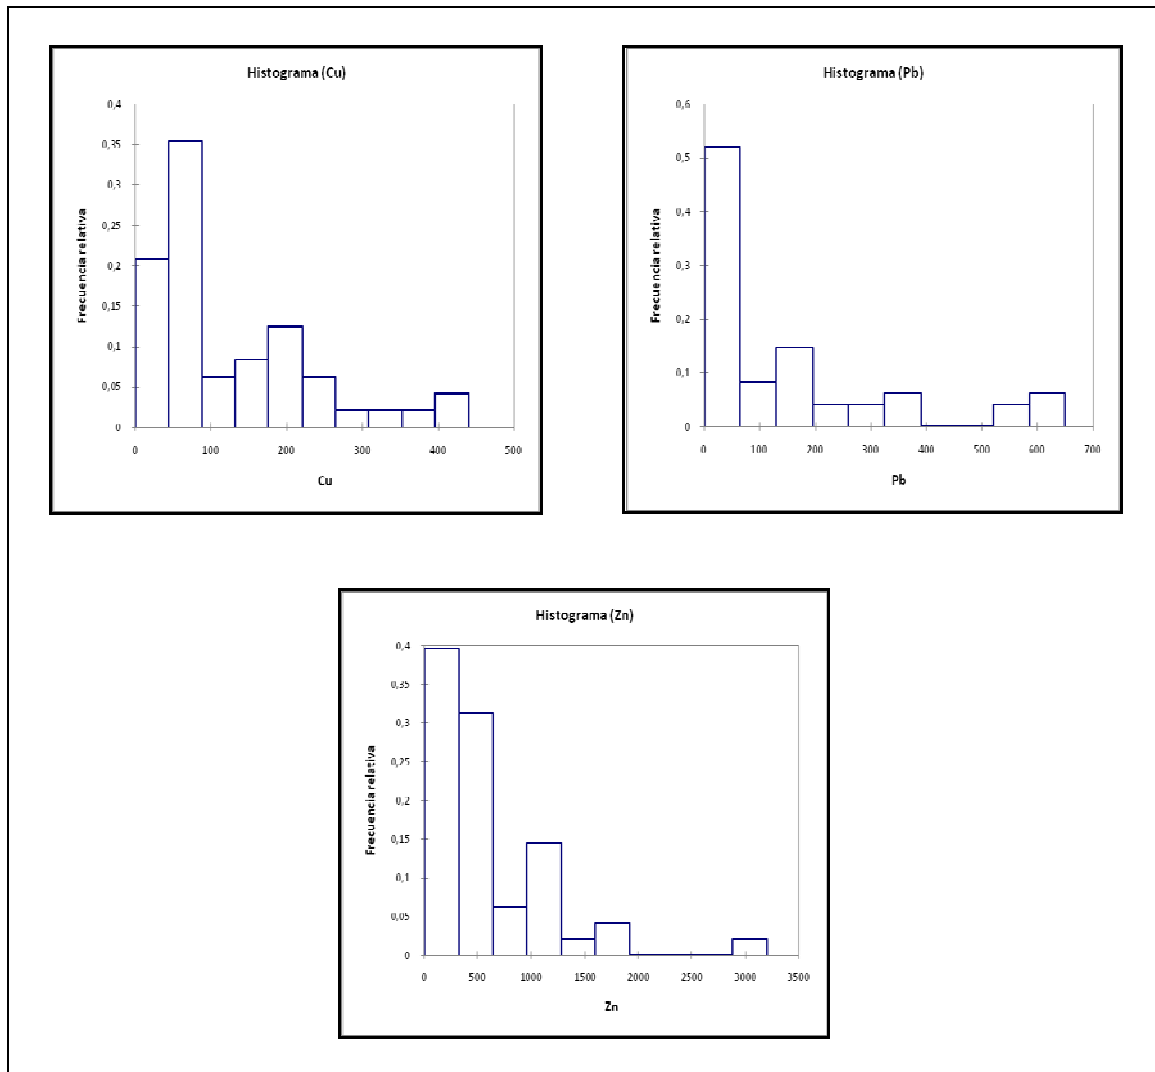 Histograma (Cu)
0,4
0,35
0,3
0,25
0,2
0,15
0,1
0,05
0
Frecuencia relativa
0 100 200 300 400 500
Cu
Histograma (Pb)
0,6
0,5
0,4
0,3
0,2
0,1
0
Frecuencia relativa
0 100 200 300 400 500 600 700
Pb
Histograma (Zn)
0,4
0,35
0,3
0,25
0,2
0,15
0,1
0,05
0
Frecuencia relativa
0 500 1000 1500 2000 2500 3000 3500
Zn